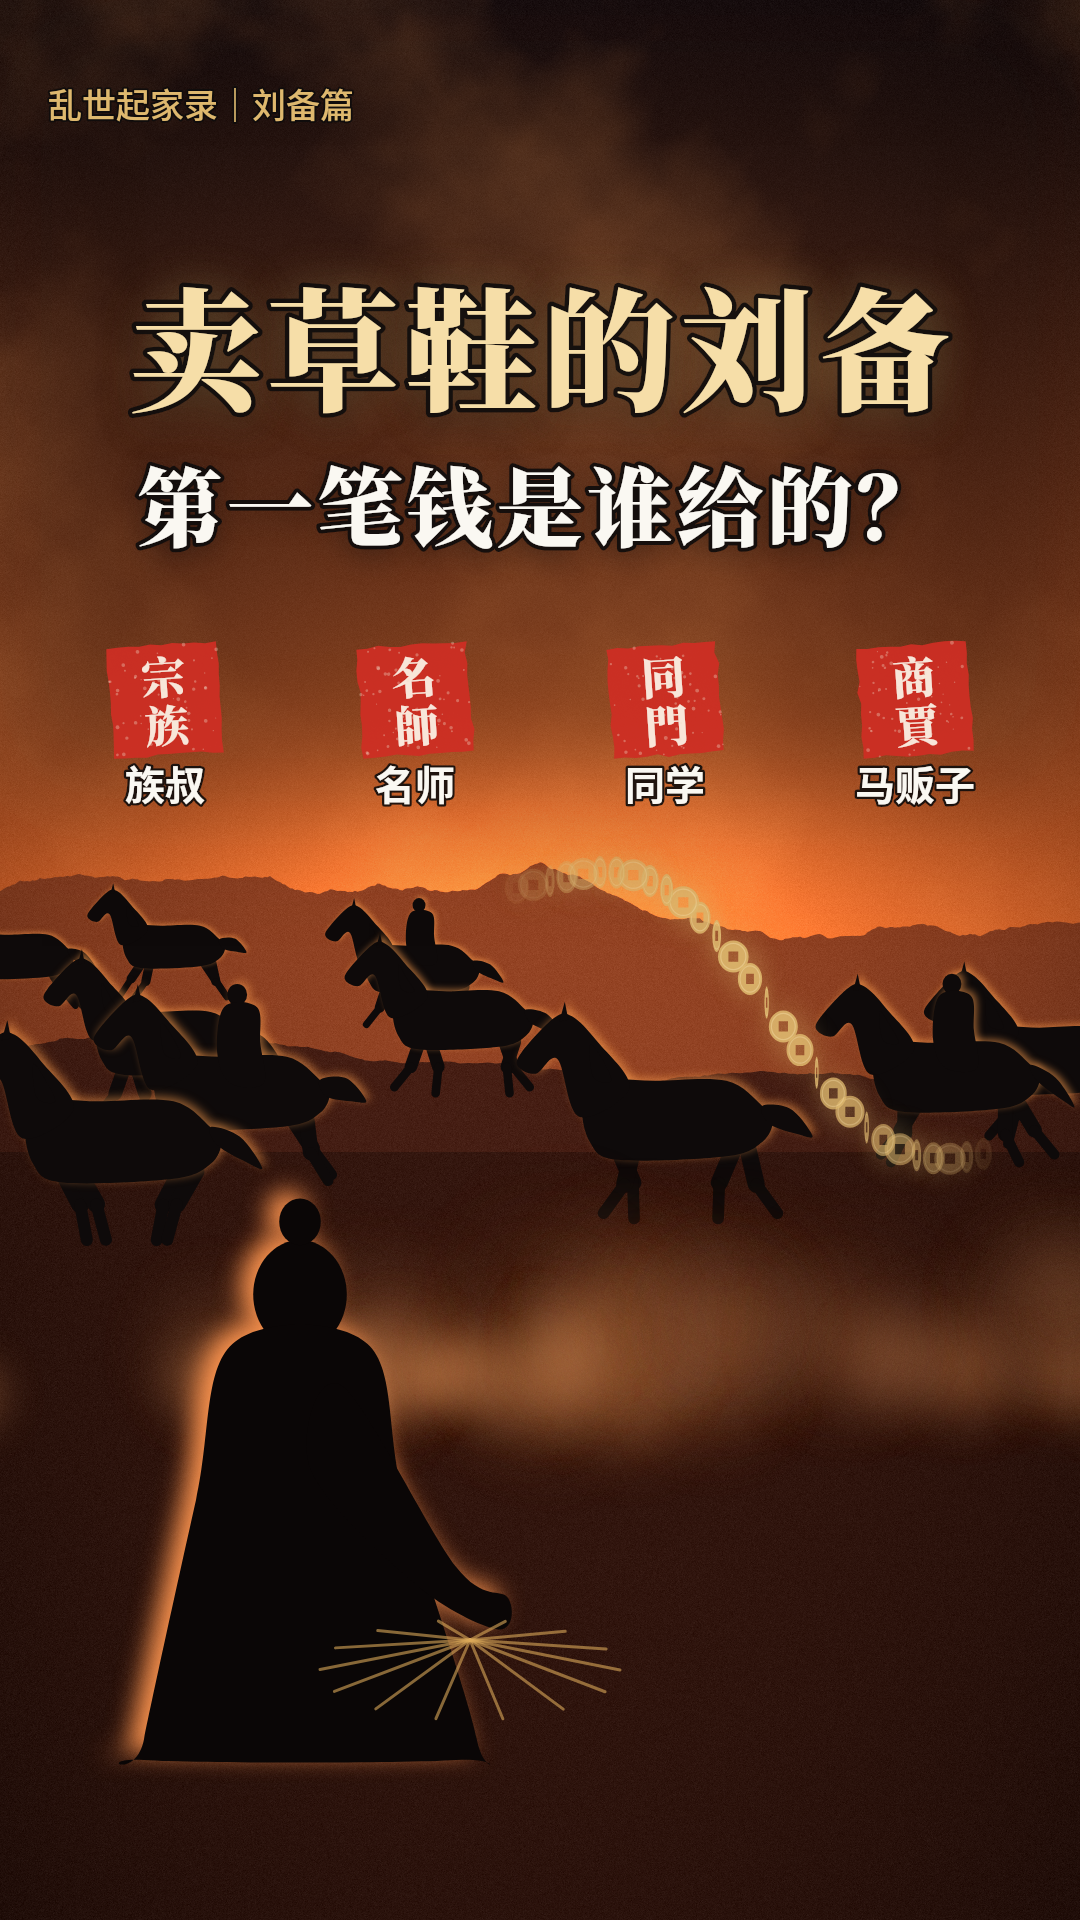 乱世起家录｜刘备篇
卖草鞋的刘备
第一笔钱是谁给的？
宗族
名師
同門
商賈
族叔
名师
同学
马贩子